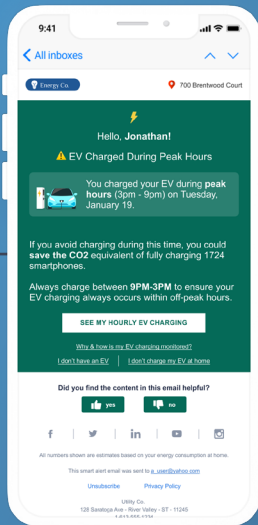 9:41
All inboxes
Energy Co.
700 Brentwood Court
Hello, Jonathan!
EV Charged During Peak Hours
You charged your EV during peak
hours (3pm - 9pm) on Tuesday,
January 19.
If you avoid charging during this time, you could
save the CO2 equivalent of fully charging 1724
smartphones.
Always charge between 9PM-3PM to ensure your
EV charging always occurs within off-peak hours.
SEE MY HOURLY EV CHARGING
Why & how is my EV charging monitored?
I don't have an EV | I don't charge my EV at home
Did you find the content in this email helpful?
yes no
f in
All numbers shown are estimates based on your energy consumption at home.
This smart alert email was sent to a_user@yahoo.com
Unsubscribe Privacy Policy
Utility Co.
128 Saratoga Ave - River Valley - ST - 11245